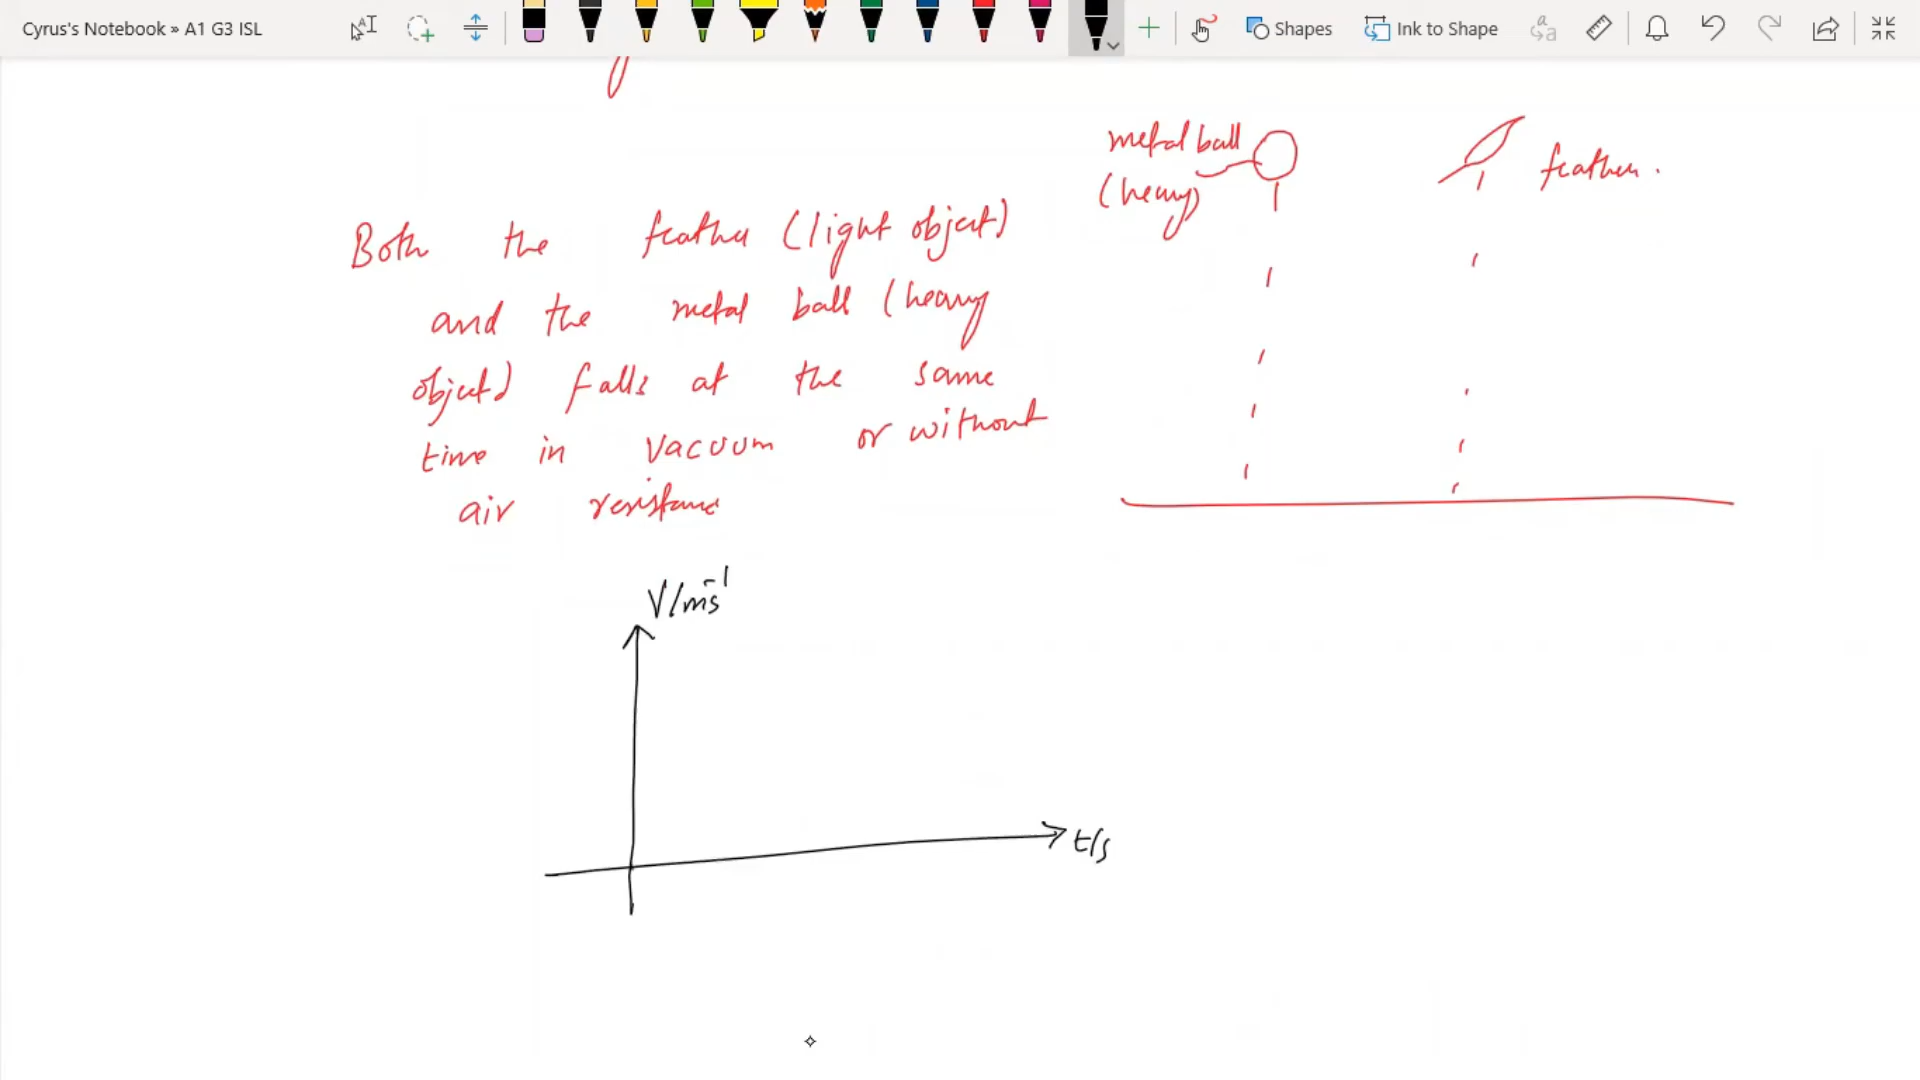 Cyrus's Notebook » A1 G3 ISL
Shapes
Ink to Shape
metal ball
(heavy)
feather.
Both the feather (light object)
and the metal ball (heavy
object) falls at the same
time in vacuum or without
air resistance
V/ms⁻¹
t/s